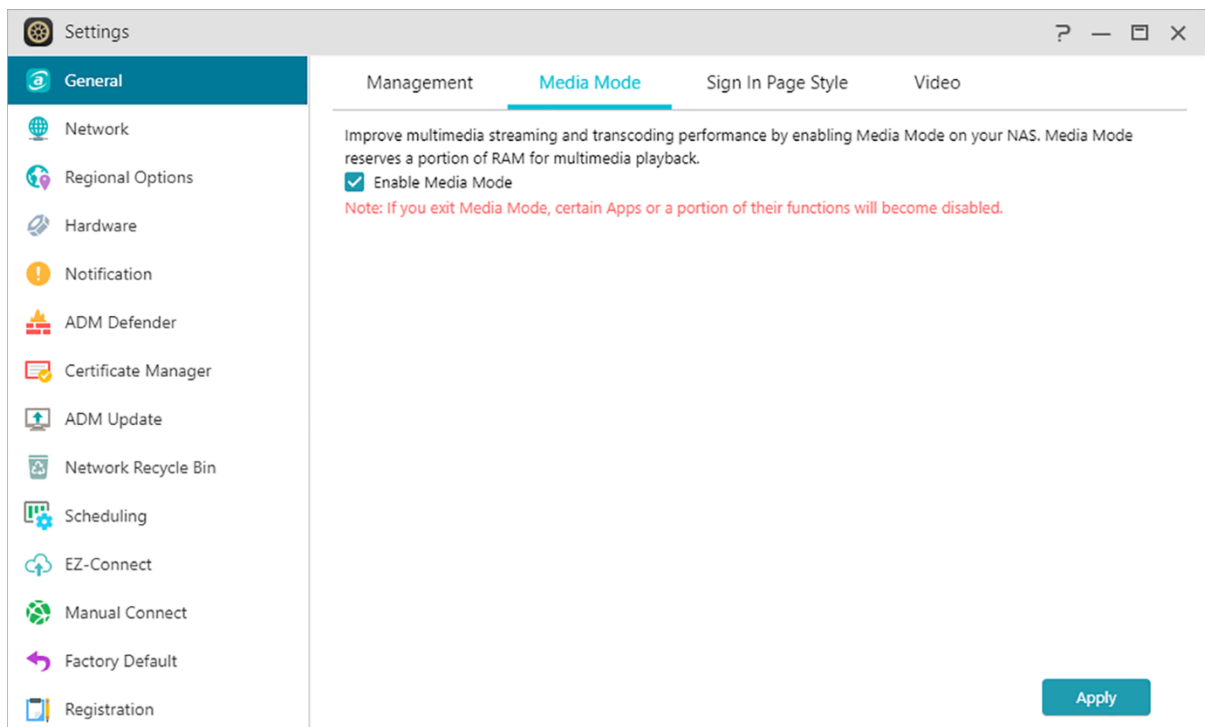 Settings
General
Network
Regional Options
Hardware
Notification
ADM Defender
Certificate Manager
ADM Update
Network Recycle Bin
Scheduling
EZ-Connect
Manual Connect
Factory Default
Registration
Management
Media Mode
Sign In Page Style
Video
Improve multimedia streaming and transcoding performance by enabling Media Mode on your NAS. Media Mode
reserves a portion of RAM for multimedia playback.
Enable Media Mode
Note: If you exit Media Mode, certain Apps or a portion of their functions will become disabled.
Apply